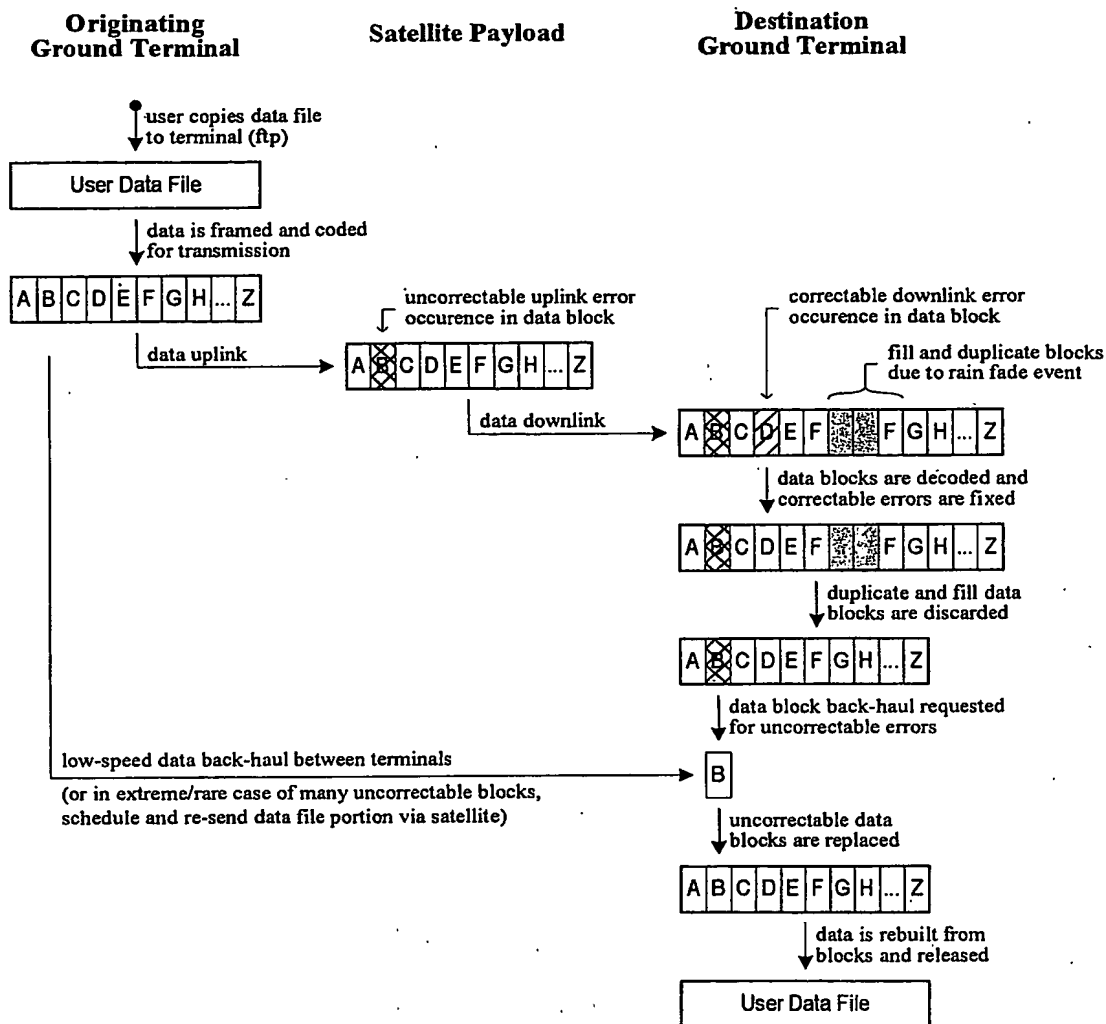 Originating
Ground Terminal
Satellite Payload
Destination
Ground Terminal
user copies data file
to terminal (ftp)
User Data File
data is framed and coded
for transmission
A B C D E F G H ... Z
data uplink
uncorrectable uplink error
occurence in data block
A B C D E F G H ... Z
data downlink
correctable downlink error
occurence in data block
fill and duplicate blocks
due to rain fade event
A B C D E F F G H ... Z
data blocks are decoded and
correctable errors are fixed
A B C D E F F G H ... Z
duplicate and fill data
blocks are discarded
A B C D E F G H ... Z
data block back-haul requested
for uncorrectable errors
low-speed data back-haul between terminals
(or in extreme/rare case of many uncorrectable blocks,
schedule and re-send data file portion via satellite)
B
uncorrectable data
blocks are replaced
A B C D E F G H ... Z
data is rebuilt from
blocks and released
User Data File